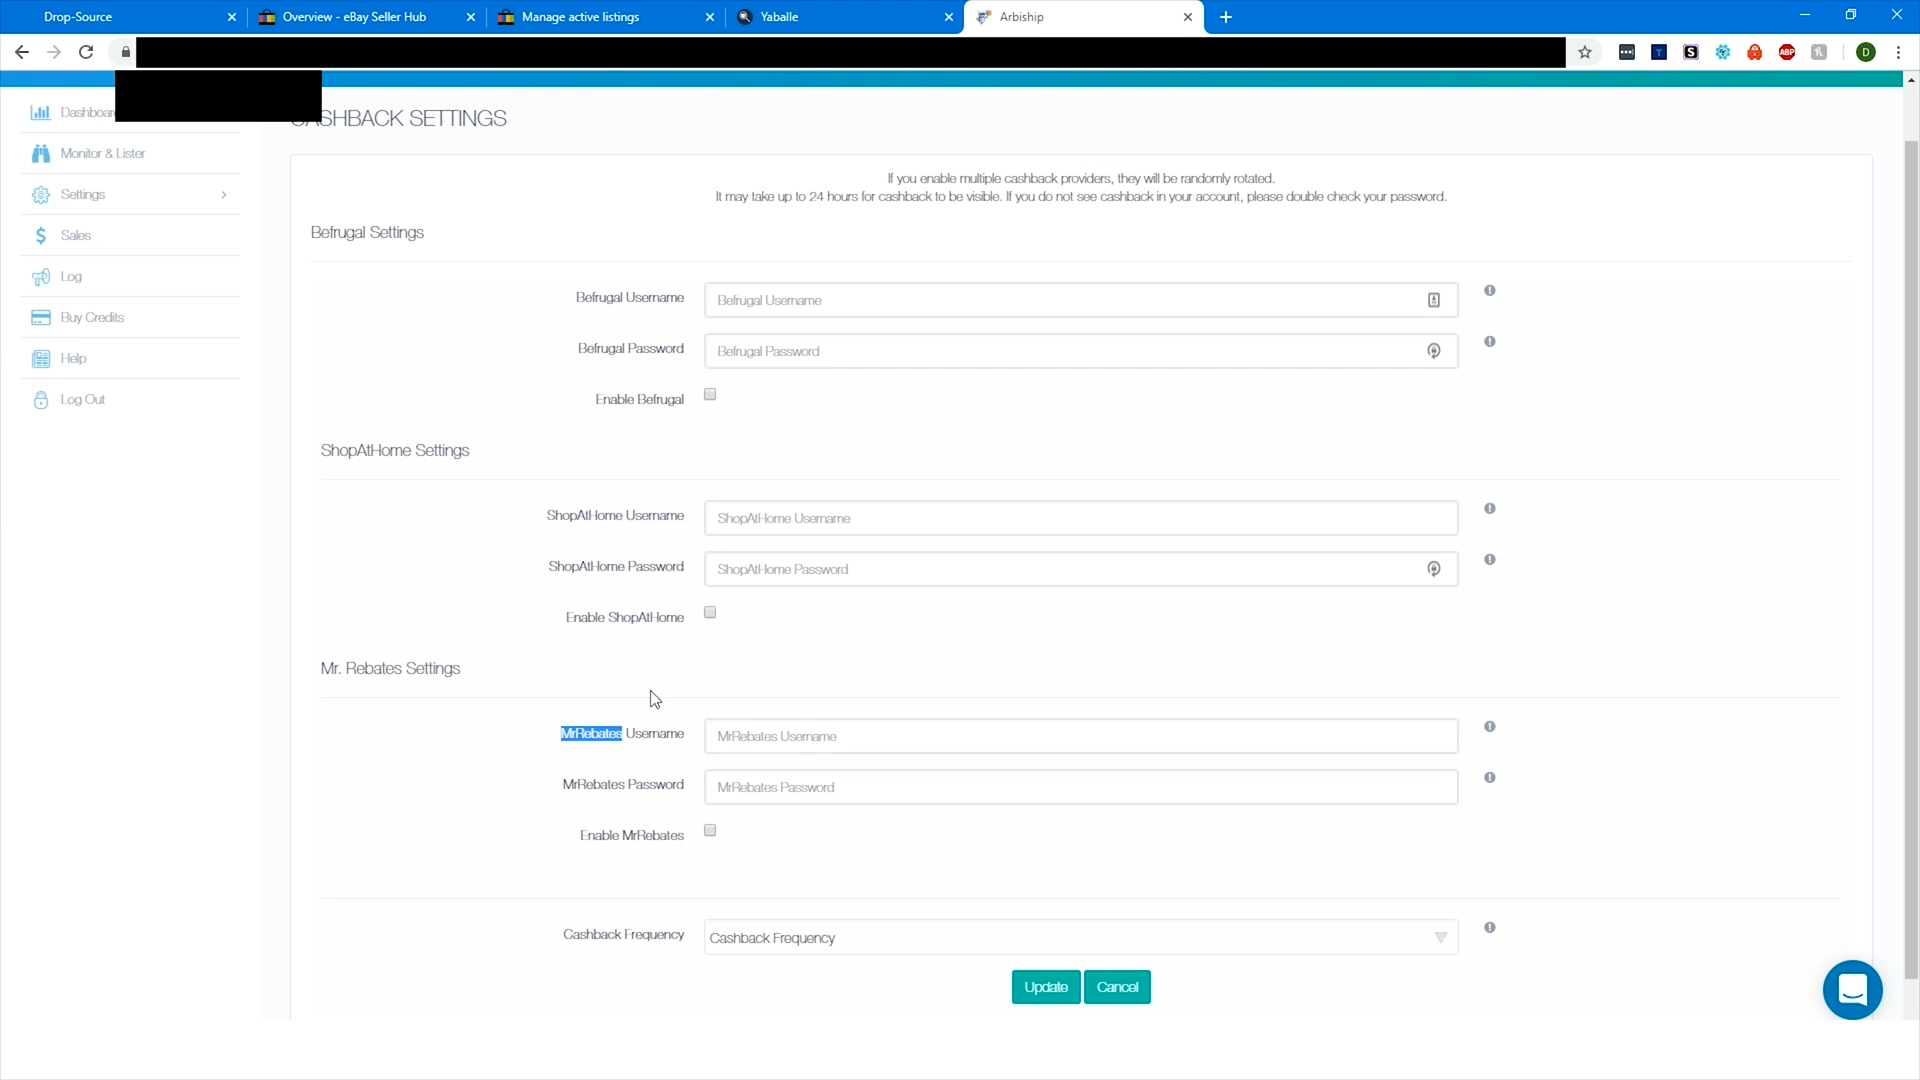 Drop-Source
Overview - eBay Seller Hub
Manage active listings
Yaballe
Arbiship
T
S
ABP
D
Dashboar
Monitor & Lister
Settings
Sales
Log
Buy Credits
Help
Log Out
CASHBACK SETTINGS
If you enable multiple cashback providers, they will be randomly rotated.
It may take up to 24 hours for cashback to be visible. If you do not see cashback in your account, please double check your password.
Befrugal Settings
Befrugal Username
Befrugal Username
Befrugal Password
Befrugal Password
Enable Befrugal
ShopAtHome Settings
ShopAtHome Username
ShopAtHome Username
ShopAtHome Password
ShopAtHome Password
Enable ShopAtHome
Mr. Rebates Settings
MrRebates Username
MrRebates Username
MrRebates Password
MrRebates Password
Enable MrRebates
Cashback Frequency
Cashback Frequency
Update
Cancel